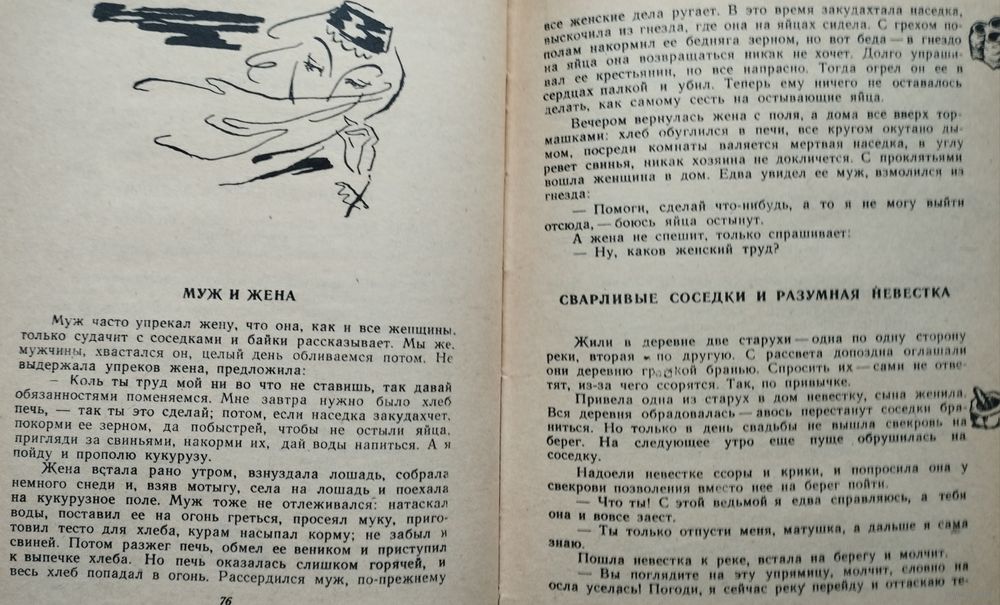 МУЖ И ЖЕНА
Муж часто упрекал жену, что она, как и все женщины,
только судачит с соседками и байки рассказывает. Мы же,
мужчины, хвастался он, целый день обливаемся потом. Не
выдержала упреков жена, предложила:
— Коль ты труд мой ни во что не ставишь, так давай
обязанностями поменяемся. Мне завтра нужно было хлеб
печь, — так ты это сделай; потом, если наседка закудахчет,
покорми ее зерном, да побыстрей, чтобы не остыли яйца,
пригляди за свиньями, накорми их, дай воды напиться. А я
пойду и прополю кукурузу.
Жена встала рано утром, взнуздала лошадь, собрала
немного снеди и, взяв мотыгу, села на лошадь и поехала
на кукурузное поле. Муж тоже не отлеживался: натаскал
воды, поставил ее на огонь греться, просеял муку, приго-
товил тесто для хлеба, курам насыпал корму; не забыл и
свиней. Потом разжег печь, обмел ее веником и приступил
к выпечке хлеба. Но печь оказалась слишком горячей, и
весь хлеб попадал в огонь. Рассердился муж, по-прежнему
76
все женские дела ругает. В это время закудахтала наседка,
выскочила из гнезда, где она на яйцах сидела. С грехом по-
полам накормил ее бедняга зерном, но вот беда — в гнездо
на яйца она возвращаться никак не хочет. Долго упраши-
вал ее крестьянин, но все напрасно. Тогда огрел он ее в
сердцах палкой и убил. Теперь ему ничего не оставалось
делать, как самому сесть на остывающие яйца.
Вечером вернулась жена с поля, а дома все вверх тор-
машками: хлеб обуглился в печи, все кругом окутано ды-
мом, посреди комнаты валяется мертвая наседка, в углу
ревет свинья, никак хозяина не докличется. С проклятьями
вошла женщина в дом. Едва увидел ее муж, взмолился из
гнезда:
— Помоги, сделай что-нибудь, а то я не могу выйти
отсюда, — боюсь яйца остынут.
А жена не спешит, только спрашивает:
— Ну, каков женский труд?
СВАРЛИВЫЕ СОСЕДКИ И РАЗУМНАЯ НЕВЕСТКА
Жили в деревне две старухи — одна по одну сторону
реки, вторая — по другую. С рассвета допоздна оглашали
они деревню громкой бранью. Спросить их — сами не отве-
тят, из-за чего ссорятся. Так, по привычке.
Привела одна из старух в дом невестку, сына женила.
Вся деревня обрадовалась — авось перестанут соседки бра-
ниться. Но только в день свадьбы не вышла свекровь на
берег. На следующее утро еще пуще обрушилась на
соседку.
Надоели невестке ссоры и крики, и попросила она у
свекрови позволения вместо нее на берег пойти.
— Что ты! С этой ведьмой я едва справляюсь, а тебя
она и вовсе заест.
— Ты только отпусти меня, матушка, а дальше я сама
знаю.
Пошла невестка к реке, встала на берегу и молчит.
— Вы поглядите на эту упрямицу, молчит, словно на
осла уселась! Погоди, я сейчас реку перейду и оттаскаю те-